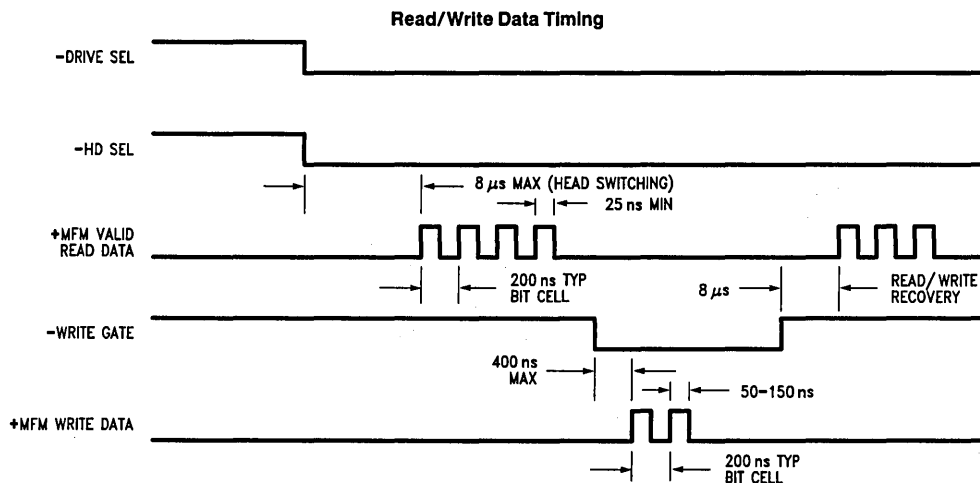 Read/Write Data Timing
−DRIVE SEL
−HD SEL
8 μs MAX (HEAD SWITCHING)
25 ns MIN
+MFM VALID
READ DATA
200 ns TYP
BIT CELL
8 μs
READ/WRITE
RECOVERY
−WRITE GATE
400 ns
MAX
50–150 ns
+MFM WRITE DATA
200 ns TYP
BIT CELL